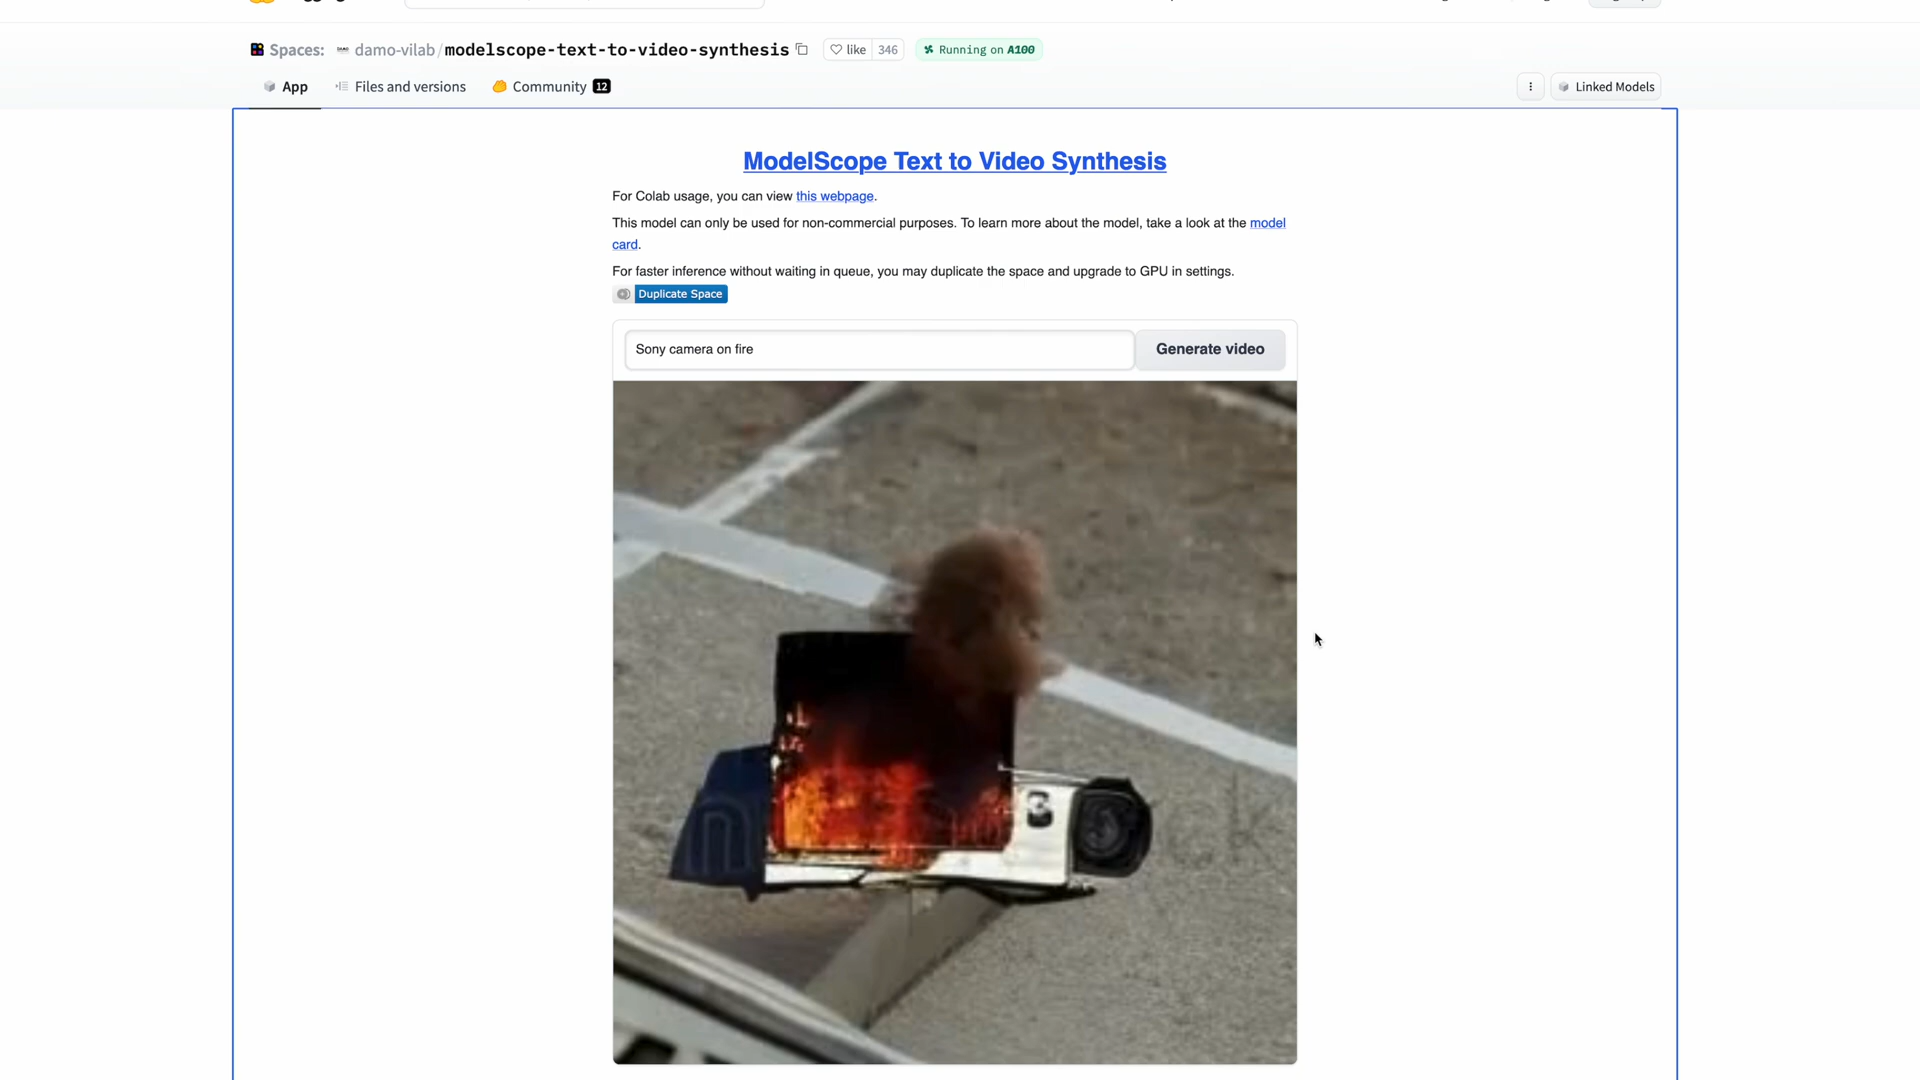 Spaces: damo-vilab/modelscope-text-to-video-synthesis like 346 Running on A100
App Files and versions Community 12 Linked Models
ModelScope Text to Video Synthesis
For Colab usage, you can view this webpage.
This model can only be used for non-commercial purposes. To learn more about the model, take a look at the model
card.
For faster inference without waiting in queue, you may duplicate the space and upgrade to GPU in settings.
Duplicate Space
Sony camera on fire Generate video